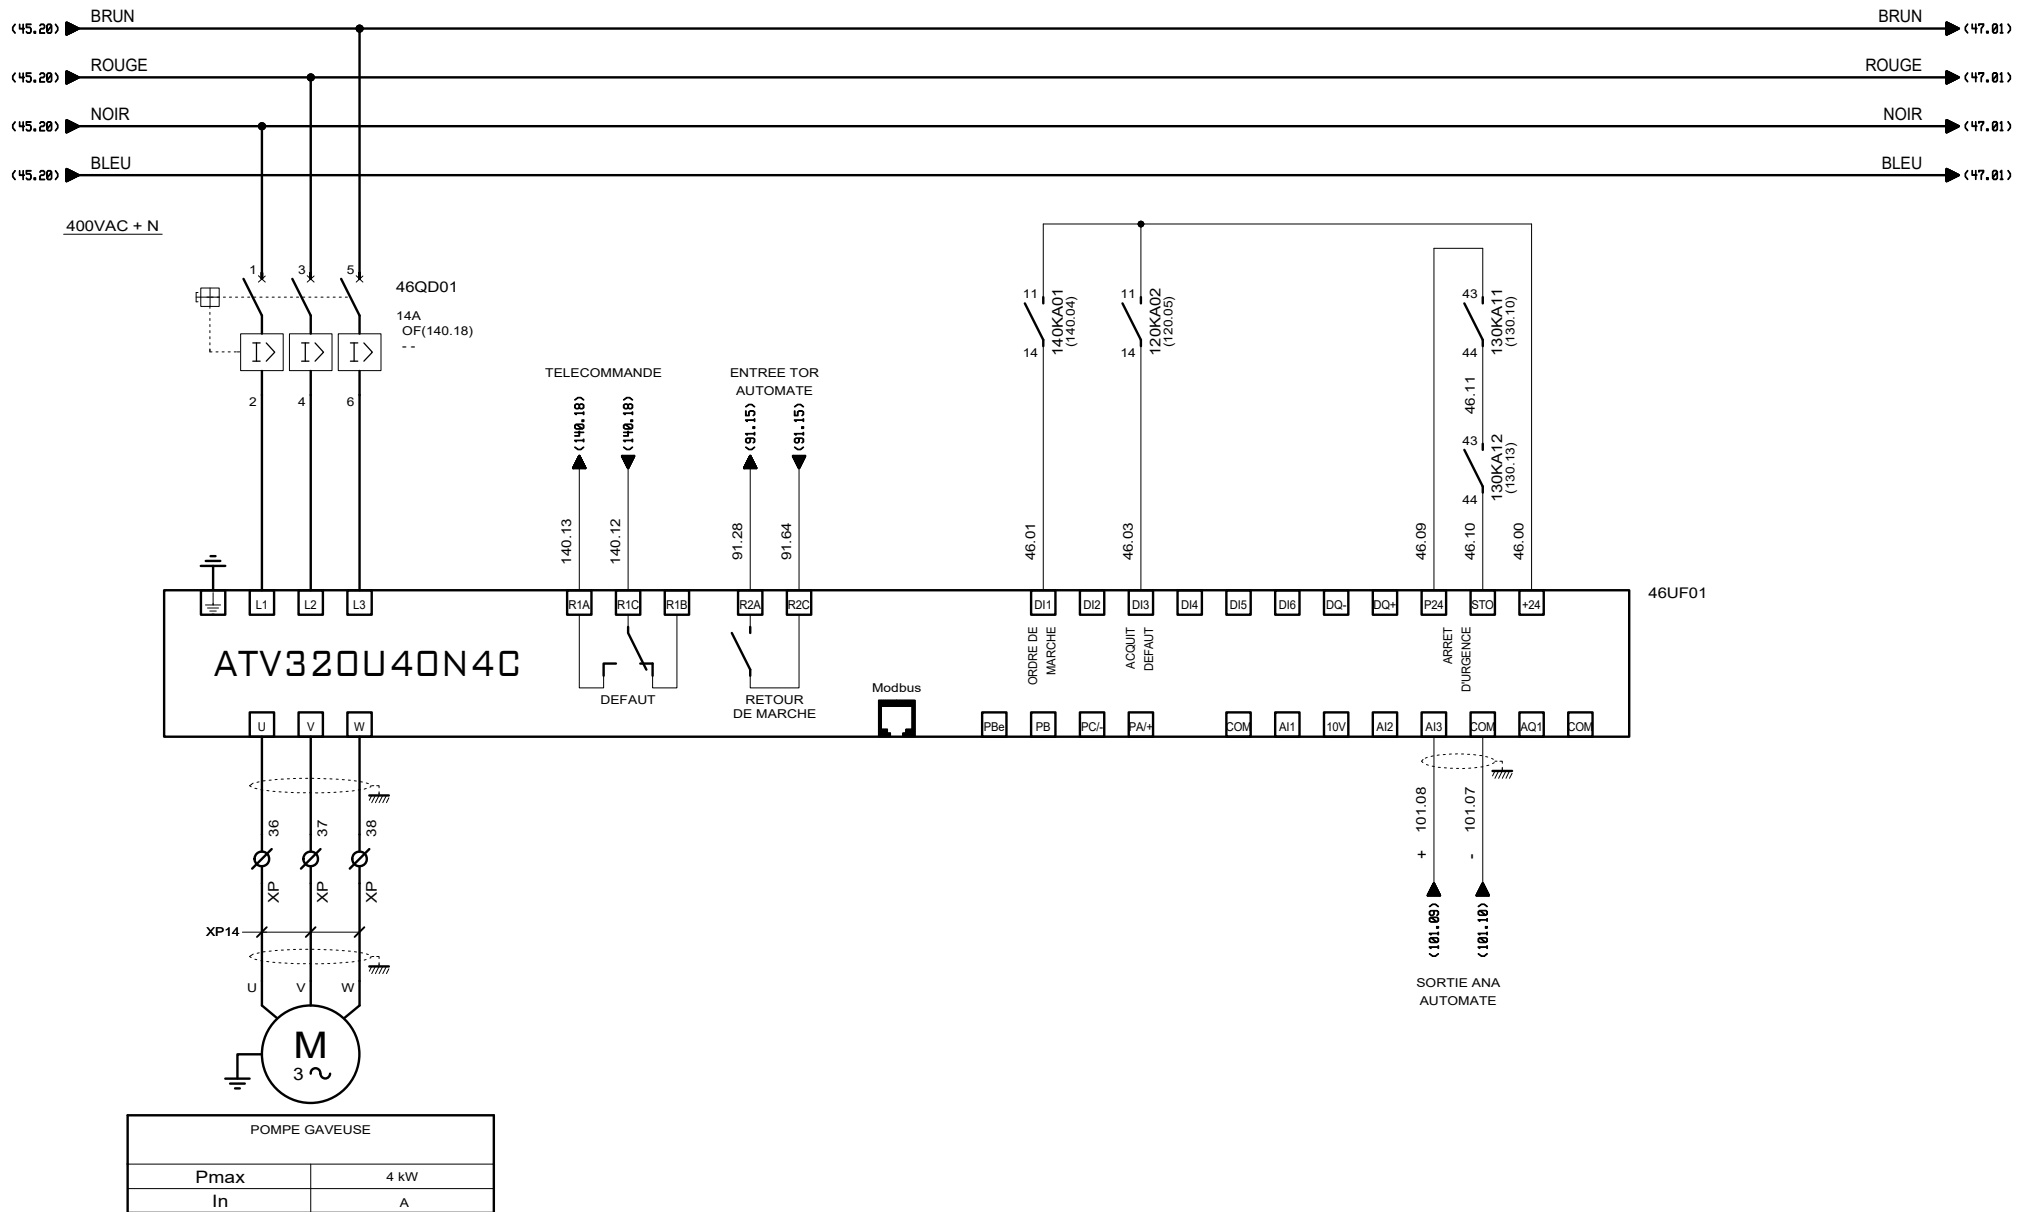 (45.20) BRUN BRUN (47.01)
(45.20) ROUGE ROUGE (47.01)
(45.20) NOIR NOIR (47.01)
(45.20) BLEU BLEU (47.01)
400VAC + N
1 3 5
46QD01
14A
OF(140.18)
- -
I> I> I>
2 4 6
TELECOMMANDE
(140.18) (140.18)
140.13 140.12
ENTREE TOR
AUTOMATE
(91.15) (91.15)
91.28 91.64
11 14
140KA01
(140.04)
46.01
11 14
120KA02
(120.05)
46.03
43 44
130KA11
(130.10)
46.11
43 44
130KA12
(130.13)
46.09 46.10 46.00
46UF01
L1 L2 L3 R1A R1C R1B R2A R2C DI1 DI2 DI3 DI4 DI5 DI6 DQ- DQ+ P24 STO +24
ATV320U40N4C
DEFAUT
RETOUR
DE MARCHE
Modbus
ORDRE DE
MARCHE
ACQUIT
DEFAUT
ARRET
D'URGENCE
U V W PBe PB PC/- PA/+ COM AI1 10V AI2 AI3 COM AQ1 COM
36 37 38
XP XP XP
XP14
U V W
M
3
+ 101.08
- 101.07
(101.09) (101.10)
SORTIE ANA
AUTOMATE
POMPE GAVEUSE
Pmax 4 kW
In A